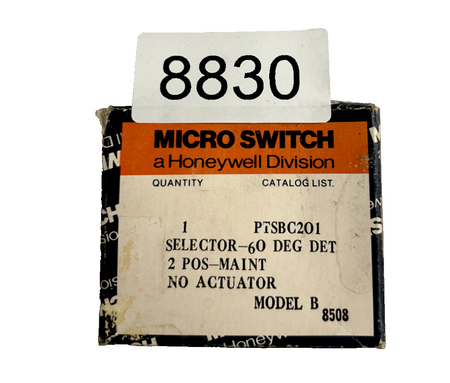 8830
MICRO SWITCH
a Honeywell Division
QUANTITY CATALOG LIST.
1 PTSBC201
SELECTOR-60 DEG DET
2 POS-MAINT
NO ACTUATOR
MODEL B 8508
Honeywell